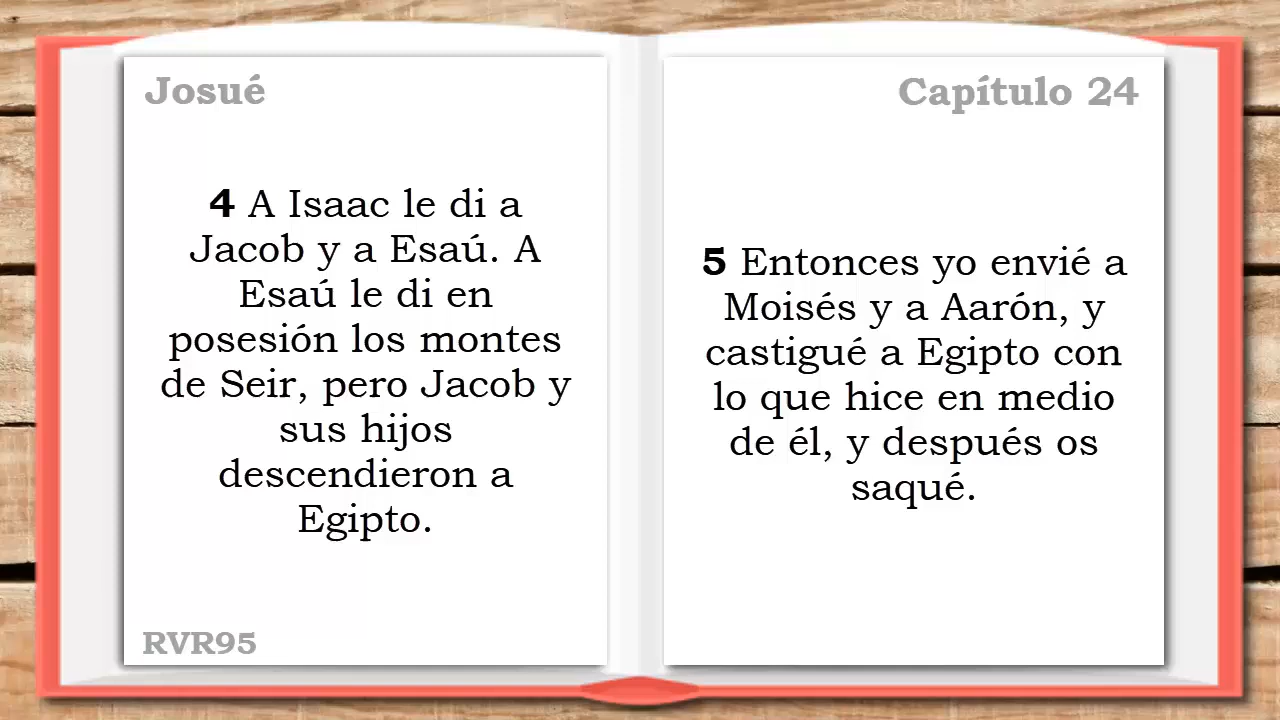 Josué
4 A Isaac le di a
Jacob y a Esaú. A
Esaú le di en
posesión los montes
de Seir, pero Jacob y
sus hijos
descendieron a
Egipto.
RVR95
Capítulo 24
5 Entonces yo envié a
Moisés y a Aarón, y
castigué a Egipto con
lo que hice en medio
de él, y después os
saqué.